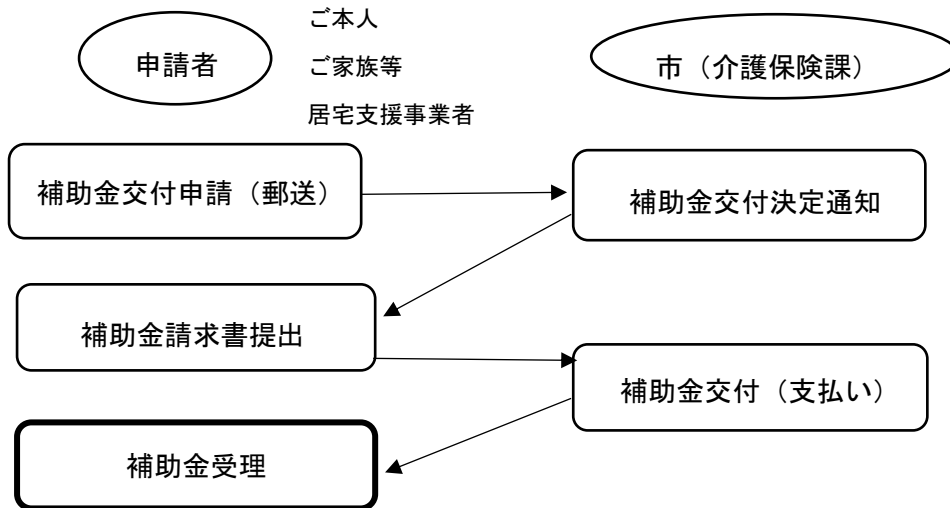 ご本人
申請者
ご家族等
居宅支援事業者
市（介護保険課）
補助金交付申請（郵送）
補助金交付決定通知
補助金請求書提出
補助金交付（支払い）
補助金受理